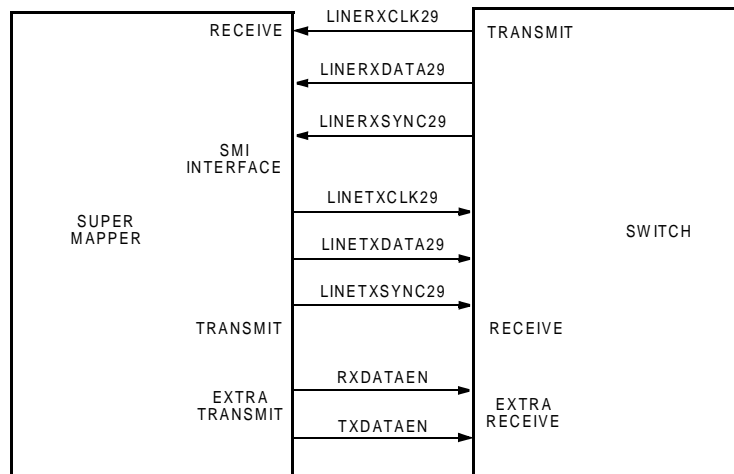 LINERXCLK29
RECEIVE
TRANSMIT
LINERXDATA29
LINERXSYNC29
SMI
INTERFACE
LINETXCLK29
SUPER
MAPPER
SWITCH
LINETXDATA29
LINETXSYNC29
TRANSMIT
RECEIVE
RXDATAEN
EXTRA
TRANSMIT
EXTRA
RECEIVE
TXDATAEN